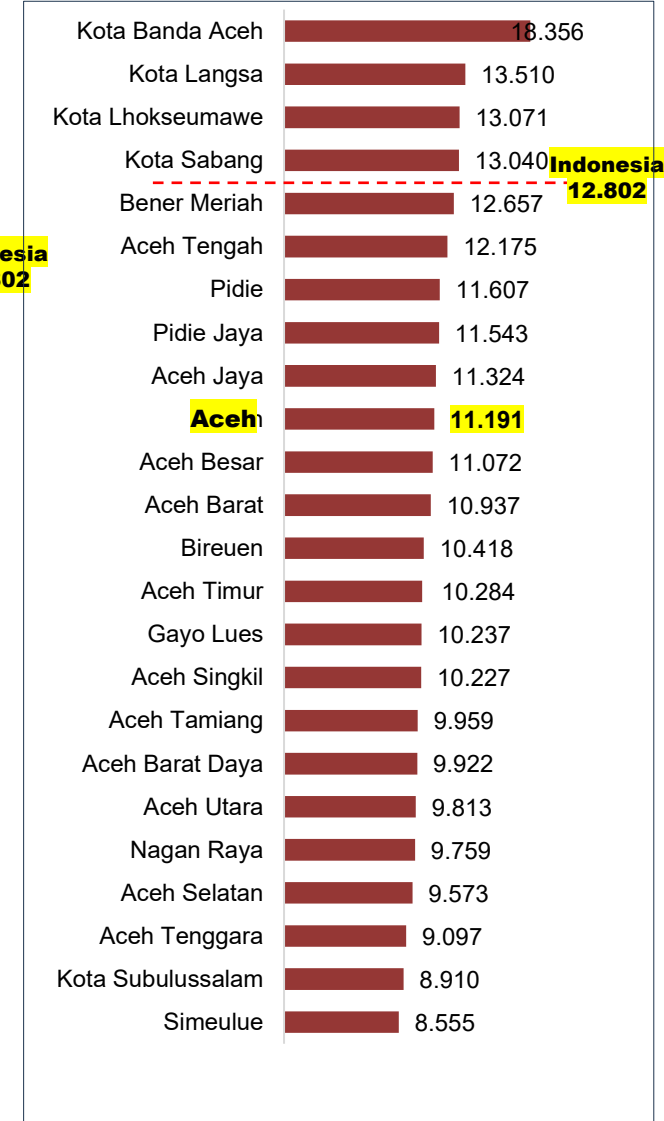 Kota Banda Aceh 18.356
Kota Langsa 13.510
Kota Lhokseumawe 13.071
Kota Sabang 13.040
Indonesia
12.802
Bener Meriah 12.657
Aceh Tengah 12.175
esia
02
Pidie 11.607
Pidie Jaya 11.543
Aceh Jaya 11.324
Aceh 11.191
Aceh Besar 11.072
Aceh Barat 10.937
Bireuen 10.418
Aceh Timur 10.284
Gayo Lues 10.237
Aceh Singkil 10.227
Aceh Tamiang 9.959
Aceh Barat Daya 9.922
Aceh Utara 9.813
Nagan Raya 9.759
Aceh Selatan 9.573
Aceh Tenggara 9.097
Kota Subulussalam 8.910
Simeulue 8.555